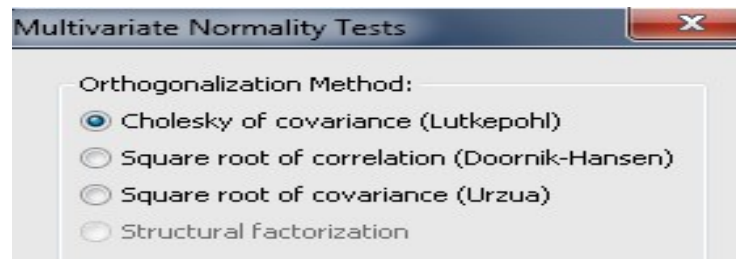 Multivariate Normality Tests
Orthogonalization Method:
Cholesky of covariance (Lutkepohl)
Square root of correlation (Doornik-Hansen)
Square root of covariance (Urzua)
Structural factorization